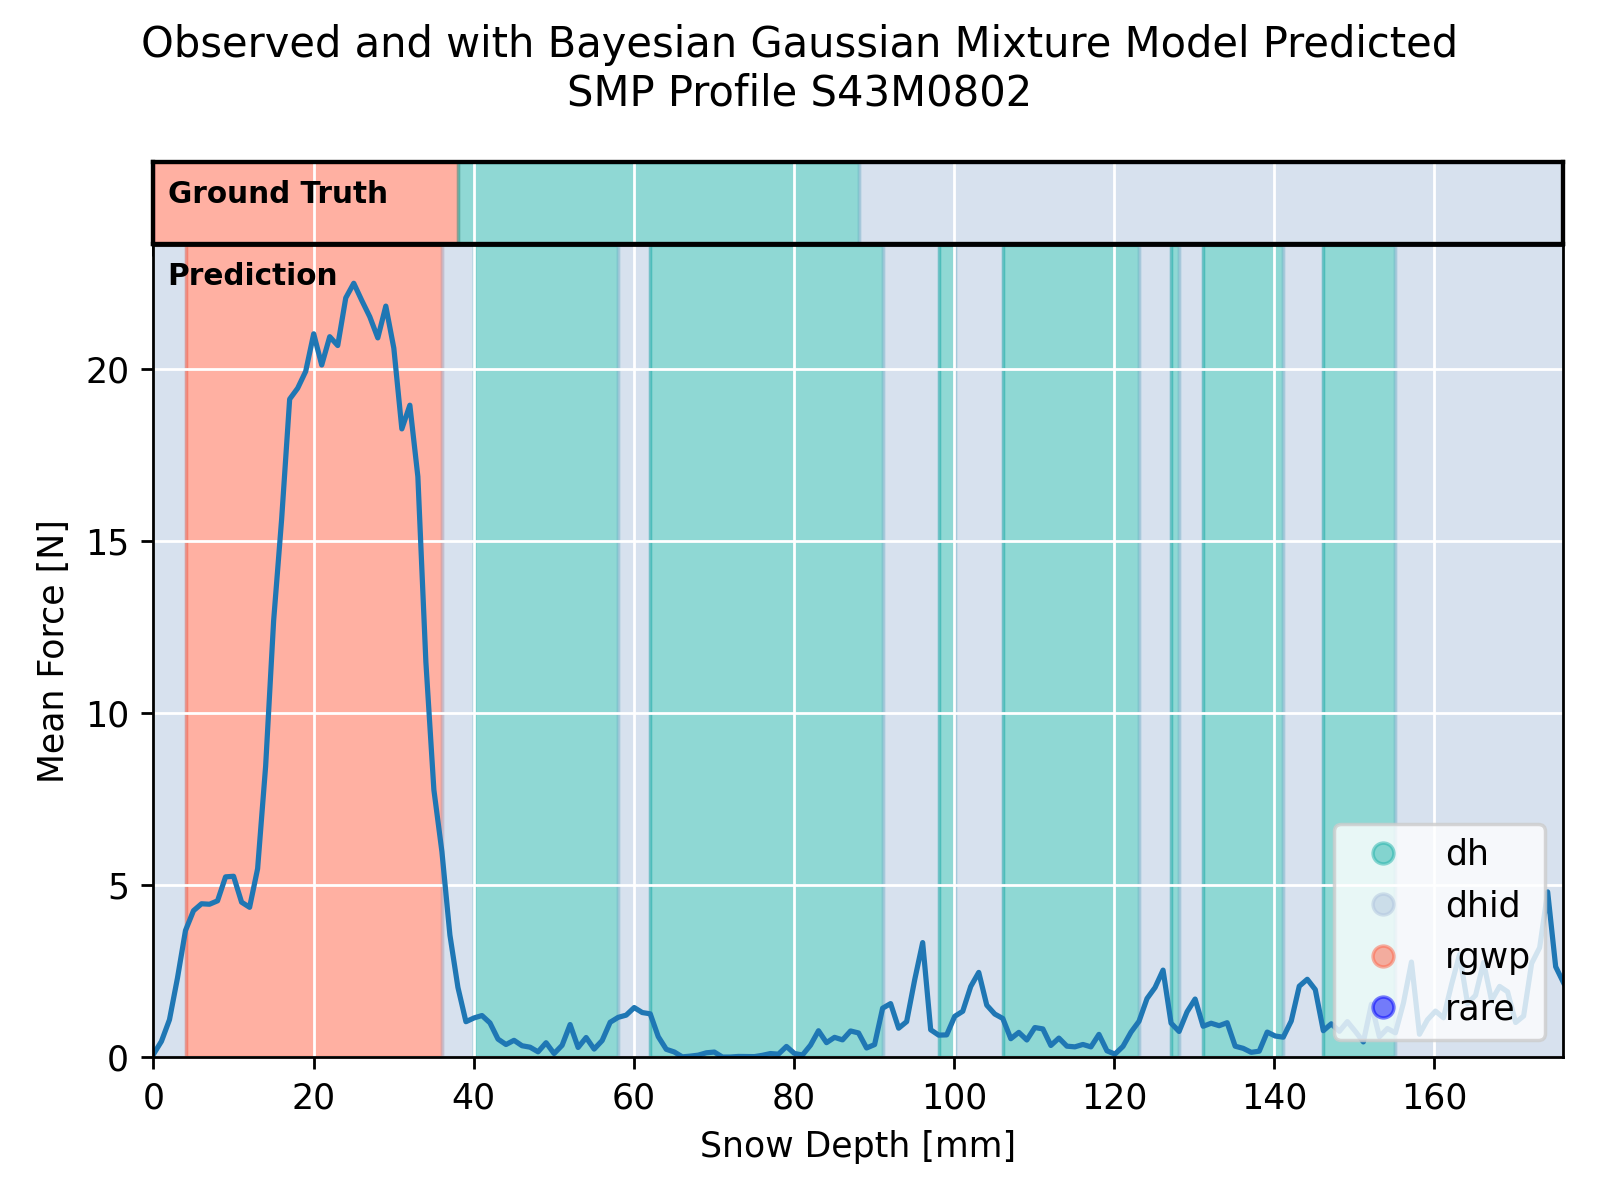 Observed and with Bayesian Gaussian Mixture Model Predicted
SMP Profile S43M0802
Ground Truth
Prediction
20
15
10
5
0
Mean Force [N]
dh
dhid
rgwp
rare
0 20 40 60 80 100 120 140 160
Snow Depth [mm]